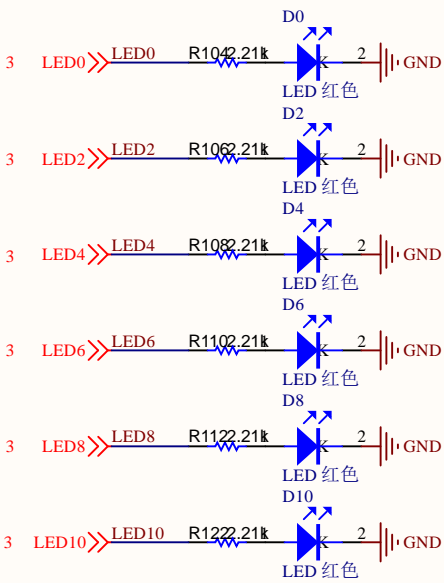 D0
3 LED0 LED0 R104 2.21k K 2 GND
LED 红色
D2
3 LED2 LED2 R106 2.21k K 2 GND
LED 红色
D4
3 LED4 LED4 R108 2.21k K 2 GND
LED 红色
D6
3 LED6 LED6 R110 2.21k K 2 GND
LED 红色
D8
3 LED8 LED8 R112 2.21k K 2 GND
LED 红色
D10
3 LED10 LED10 R122 2.21k K 2 GND
LED 红色